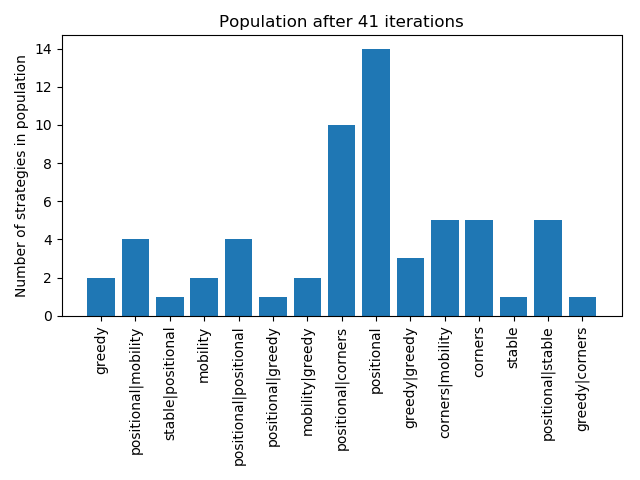 Population after 41 iterations
Number of strategies in population
14
12
10
8
6
4
2
0
greedy
positional|mobility
stable|positional
mobility
positional|positional
positional|greedy
mobility|greedy
positional|corners
positional
greedy|greedy
corners|mobility
corners
stable
positional|stable
greedy|corners